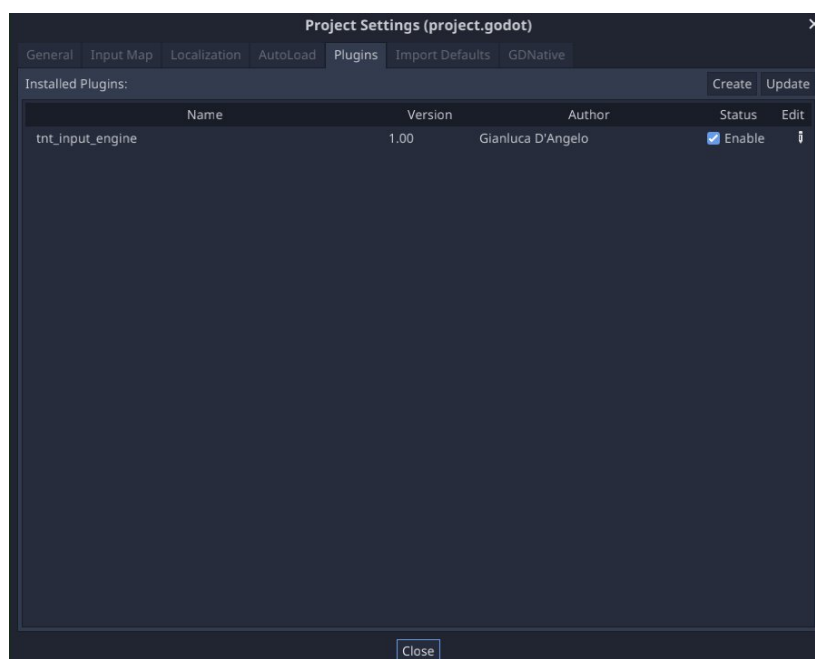 Project Settings (project.godot)
General Input Map Localization AutoLoad Plugins Import Defaults GDNative
Installed Plugins: Create Update
Name Version Author Status Edit
tnt_input_engine 1.00 Gianluca D'Angelo Enable
Close